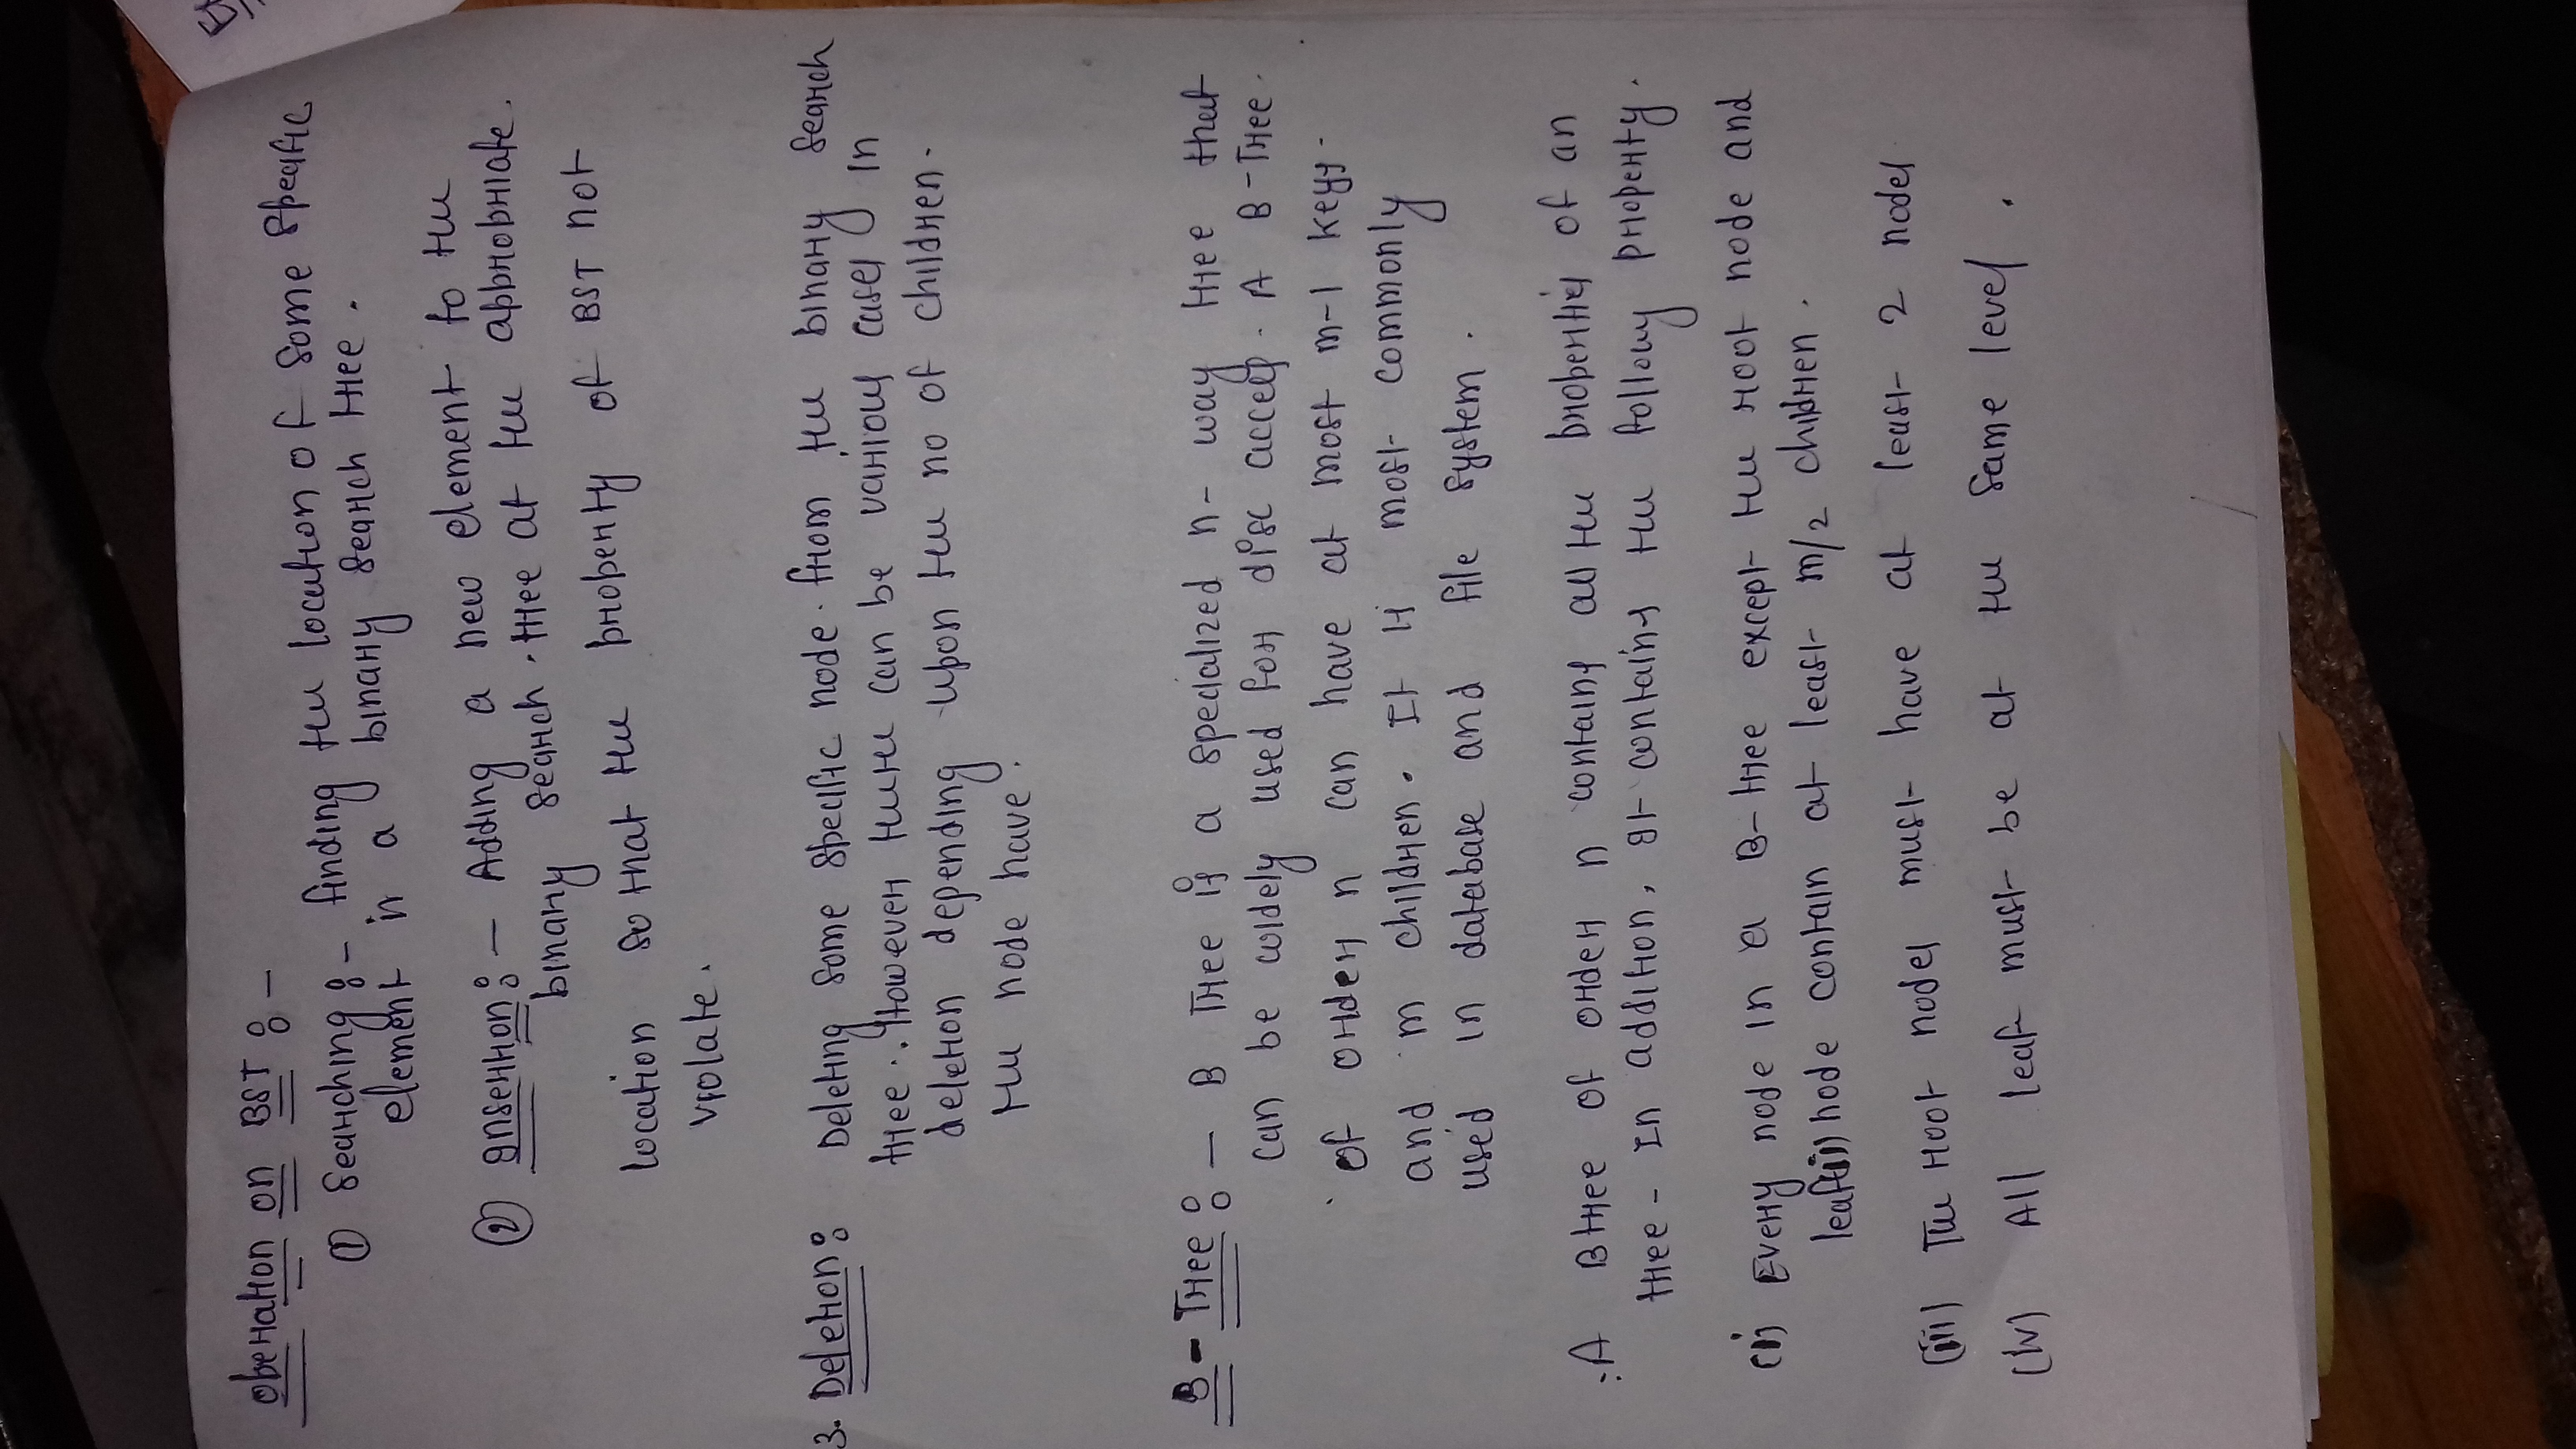 Operation on BST :-
① Searching :- finding the location of some specific
element in a binary search tree.
② Insertion :- Adding a new element to the
binary search tree at the appropriate.
location so that the property of BST not
violate.
3. Deletion : Deleting some specific node from the binary search
tree. However there can be various cases in
deletion depending upon the no of children.
the node have.
B - Tree :- B Tree is a specialized n-way tree that
can be widely used for disc access. A B-Tree.
of order n can have at most m-1 keys.
and m children. It is most commonly
used in database and file system.
A B tree of order n contains all the properties of an
tree - In addition, It contains the follows property.
(i) Every node in a B-tree except the root node and
leaf(ii) node contain at least m/2 children.
(iii) The root nodes must have at least 2 nodes
(iv) All leaf must be at the same level.